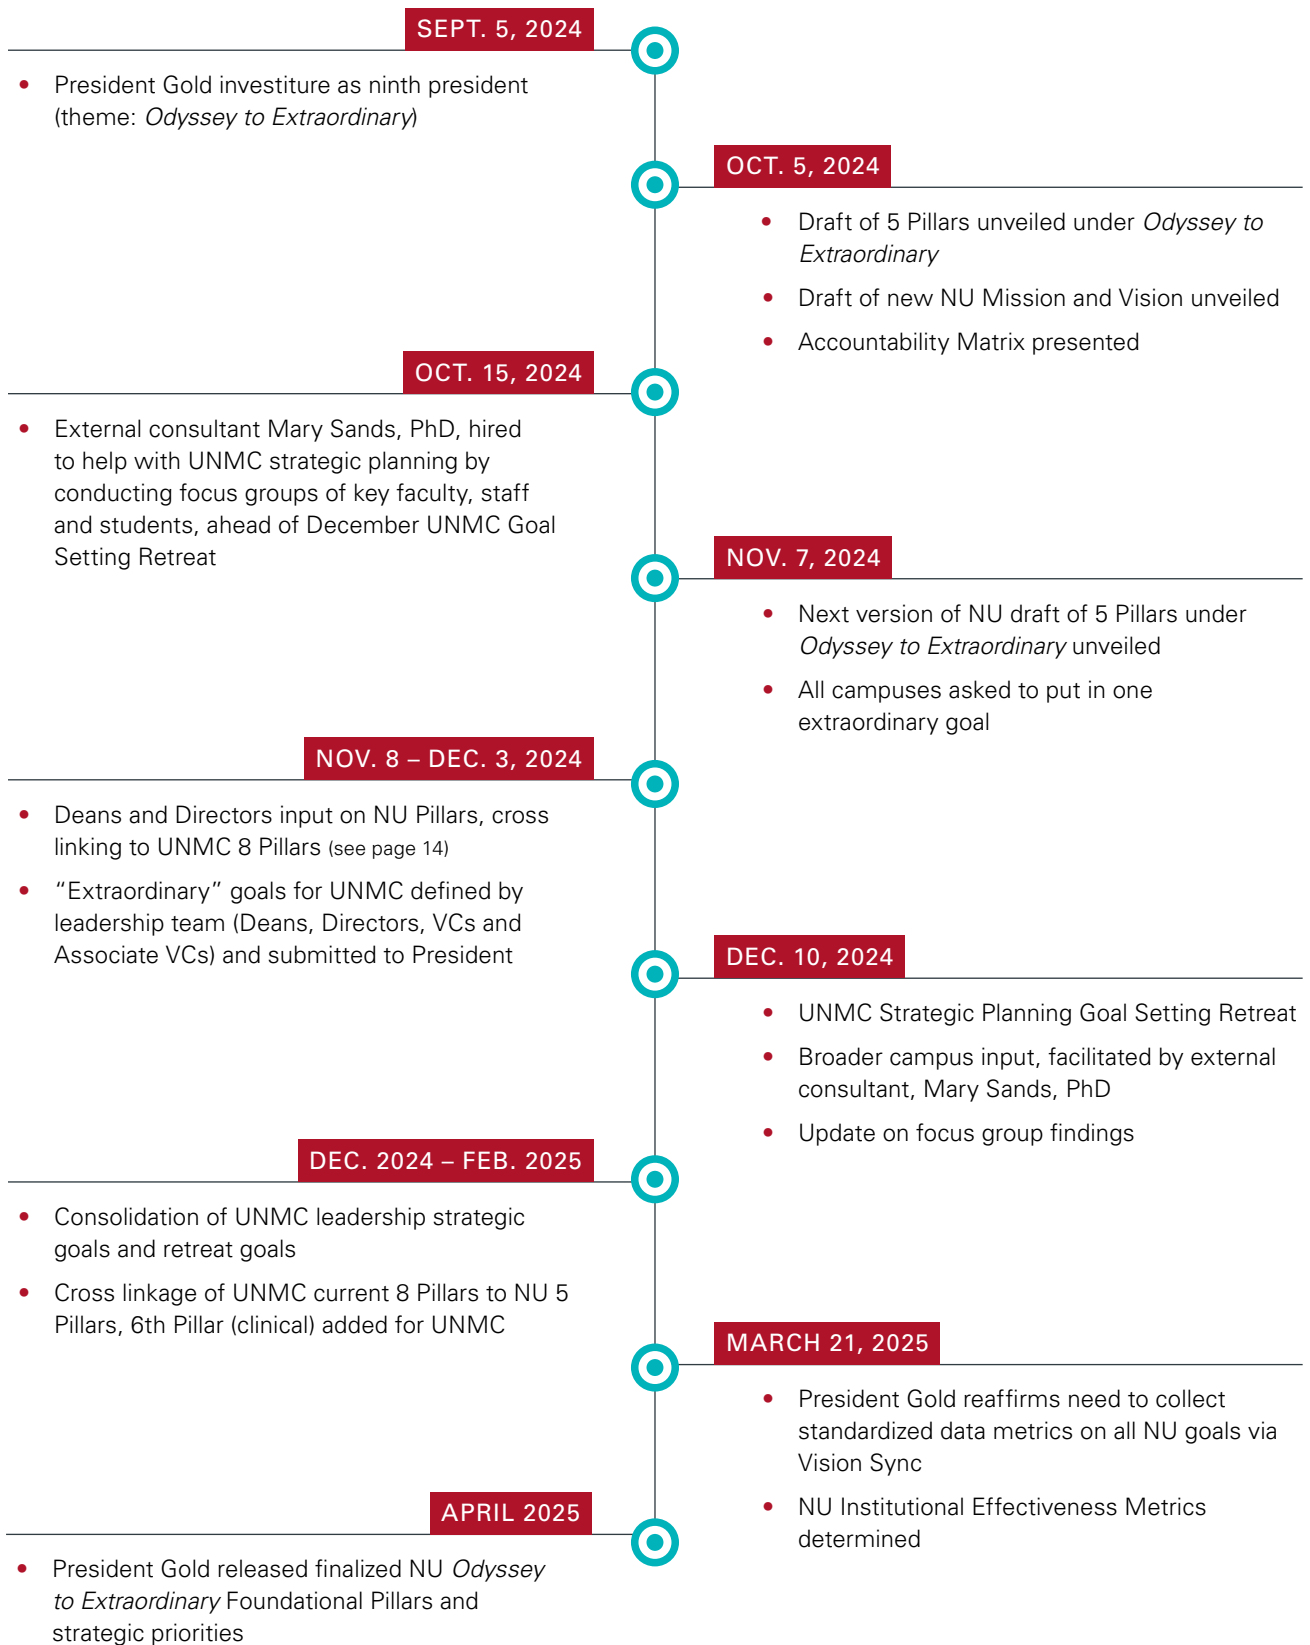 SEPT. 5, 2024
• President Gold investiture as ninth president
(theme: Odyssey to Extraordinary)
OCT. 5, 2024
• Draft of 5 Pillars unveiled under Odyssey to
Extraordinary
• Draft of new NU Mission and Vision unveiled
• Accountability Matrix presented
OCT. 15, 2024
• External consultant Mary Sands, PhD, hired
to help with UNMC strategic planning by
conducting focus groups of key faculty, staff
and students, ahead of December UNMC Goal
Setting Retreat
NOV. 7, 2024
• Next version of NU draft of 5 Pillars under
Odyssey to Extraordinary unveiled
• All campuses asked to put in one
extraordinary goal
NOV. 8 – DEC. 3, 2024
• Deans and Directors input on NU Pillars, cross
linking to UNMC 8 Pillars (see page 14)
• “Extraordinary” goals for UNMC defined by
leadership team (Deans, Directors, VCs and
Associate VCs) and submitted to President
DEC. 10, 2024
• UNMC Strategic Planning Goal Setting Retreat
• Broader campus input, facilitated by external
consultant, Mary Sands, PhD
• Update on focus group findings
DEC. 2024 – FEB. 2025
• Consolidation of UNMC leadership strategic
goals and retreat goals
• Cross linkage of UNMC current 8 Pillars to NU 5
Pillars, 6th Pillar (clinical) added for UNMC
MARCH 21, 2025
• President Gold reaffirms need to collect
standardized data metrics on all NU goals via
Vision Sync
• NU Institutional Effectiveness Metrics
determined
APRIL 2025
• President Gold released finalized NU Odyssey
to Extraordinary Foundational Pillars and
strategic priorities